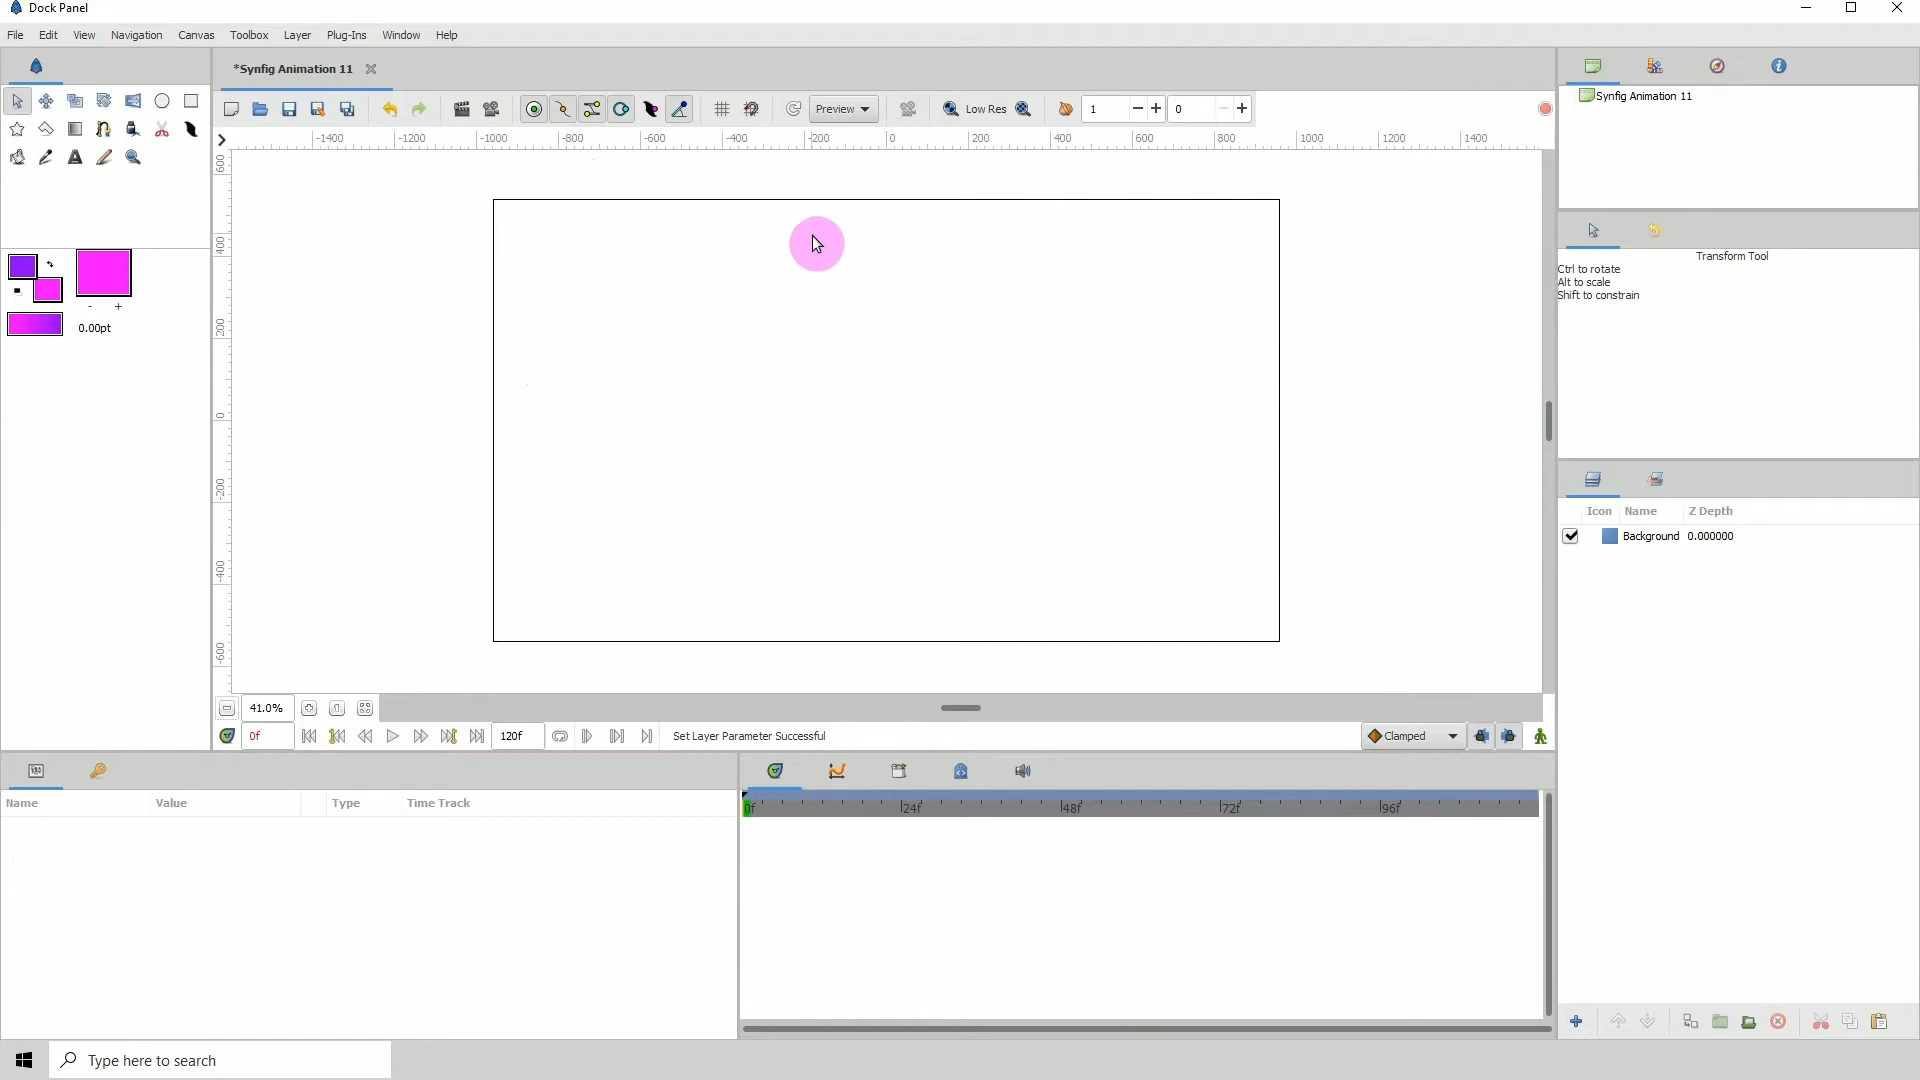 Dock Panel
File Edit View Navigation Canvas Toolbox Layer Plug-Ins Window Help
*Synfig Animation 11
Synfig Animation 11
Preview
Low Res
1
0
-1400 -1200 -1000 -800 -600 -400 -200 0 200 400 600 800 1000 1200 1400
600
400
200
0
-200
-400
-600
- +
0.00pt
Transform Tool
Ctrl to rotate
Alt to scale
Shift to constrain
Icon Name Z Depth
Background 0.000000
41.0%
0f
120f
Set Layer Parameter Successful
Clamped
Name Value Type Time Track
0f 24f 48f 72f 96f
Type here to search